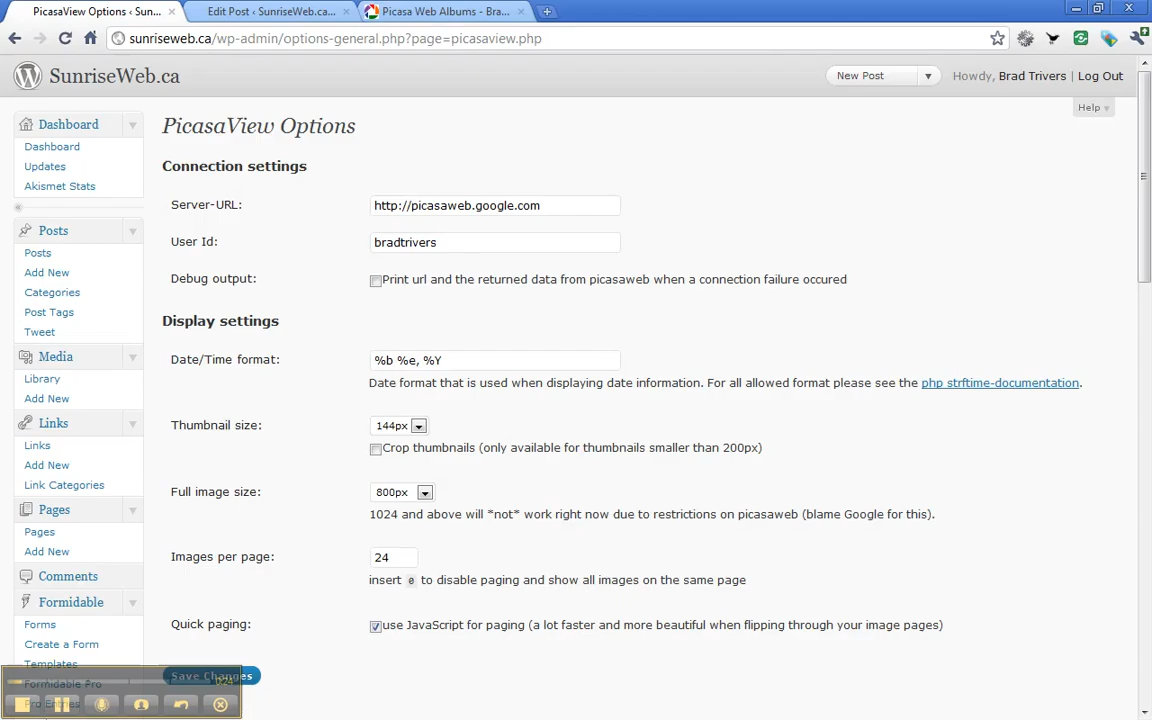 PicasaView Options ‹ Sun...
Edit Post ‹ SunriseWeb.ca...
Picasa Web Albums - Bra...
sunriseweb.ca/wp-admin/options-general.php?page=picasaview.php
SunriseWeb.ca
New Post
Howdy, Brad Trivers | Log Out
Help
Dashboard
Dashboard
Updates
Akismet Stats
Posts
Posts
Add New
Categories
Post Tags
Tweet
Media
Library
Add New
Links
Links
Add New
Link Categories
Pages
Pages
Add New
Comments
Formidable
Forms
Create a Form
Templates
Formidable Pro
Pro Entries
PicasaView Options
Connection settings
Server-URL:
http://picasaweb.google.com
User Id:
bradtrivers
Debug output:
Print url and the returned data from picasaweb when a connection failure occured
Display settings
Date/Time format:
%b %e, %Y
Date format that is used when displaying date information. For all allowed format please see the php strftime-documentation.
Thumbnail size:
144px
Crop thumbnails (only available for thumbnails smaller than 200px)
Full image size:
800px
1024 and above will *not* work right now due to restrictions on picasaweb (blame Google for this).
Images per page:
24
insert 0 to disable paging and show all images on the same page
Quick paging:
use JavaScript for paging (a lot faster and more beautiful when flipping through your image pages)
Save Changes
0:24